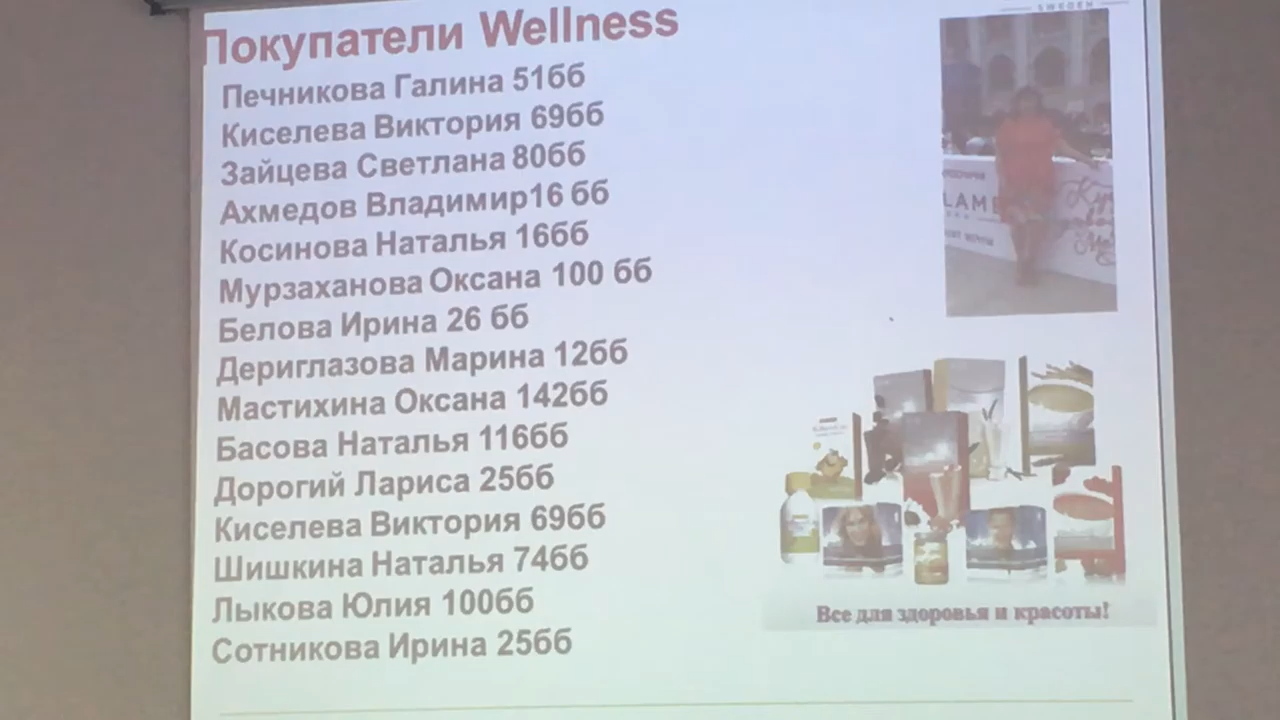 SWEDEN
Покупатели Wellness
Печникова Галина 51бб
Киселева Виктория 69бб
Зайцева Светлана 80бб
Ахмедов Владимир16 бб
Косинова Наталья 16бб
Мурзаханова Оксана 100 бб
Белова Ирина 26 бб
Дериглазова Марина 12бб
Мастихина Оксана 142бб
Басова Наталья 116бб
Дорогий Лариса 25бб
Киселева Виктория 69бб
Шишкина Наталья 74бб
Лыкова Юлия 100бб
Сотникова Ирина 25бб
LAME
Все для здоровья и красоты!